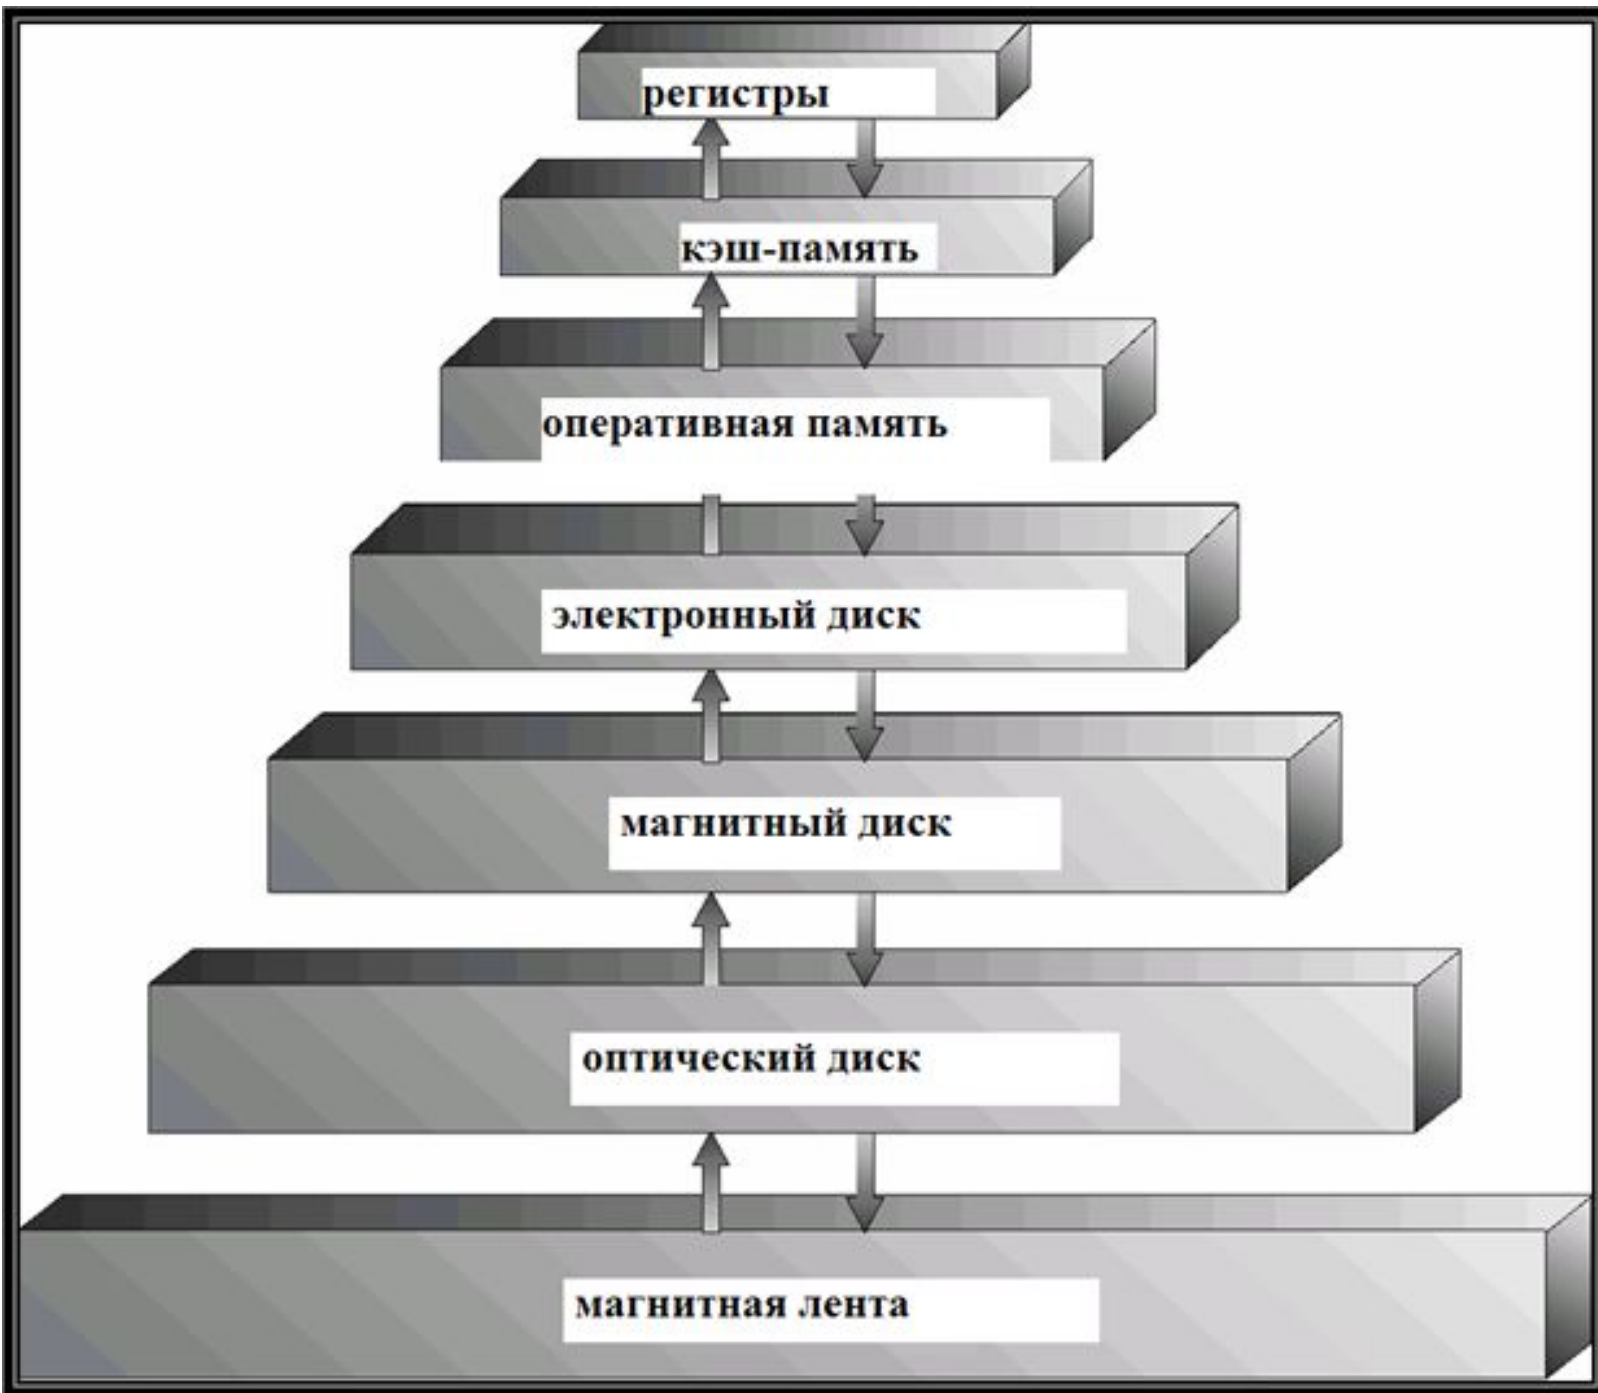 регистры
кэш-память
оперативная память
электронный диск
магнитный диск
оптический диск
магнитная лента